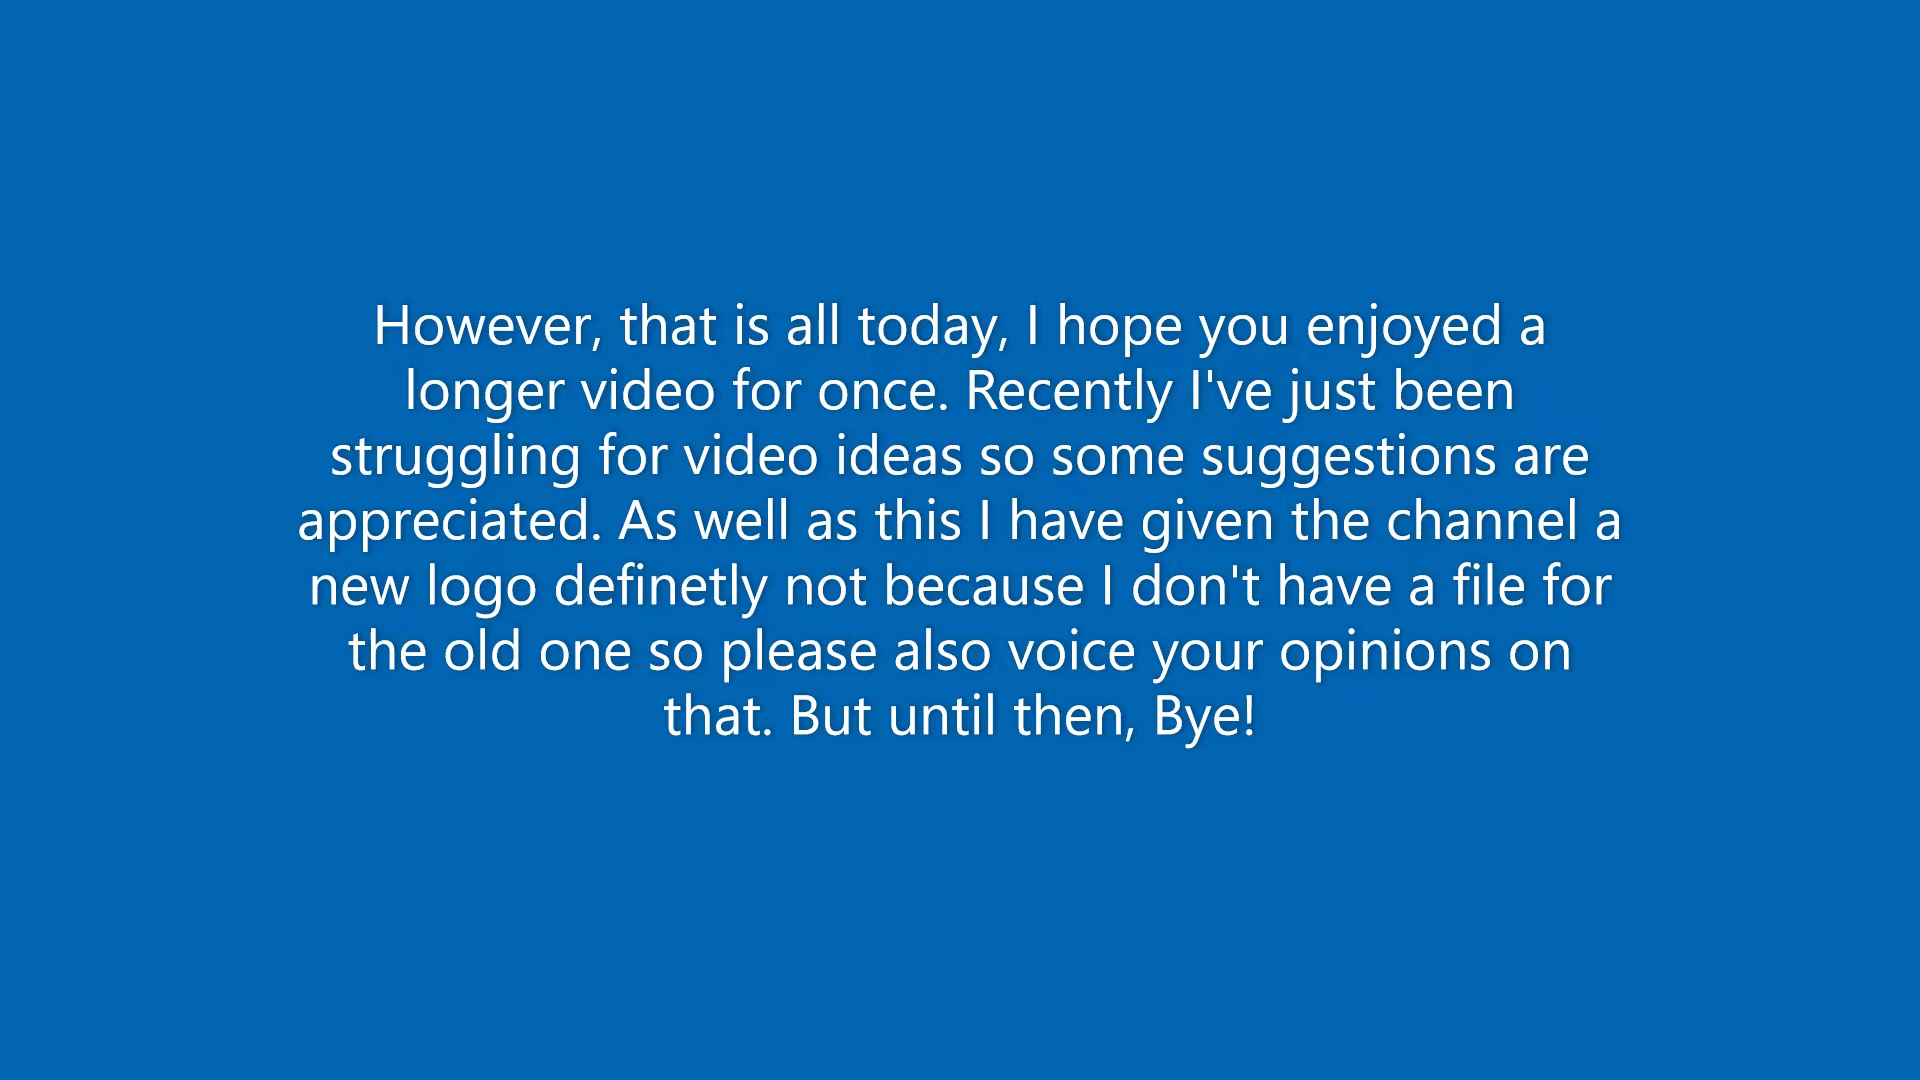 However, that is all today, I hope you enjoyed a
longer video for once. Recently I've just been
struggling for video ideas so some suggestions are
appreciated. As well as this I have given the channel a
new logo definetly not because I don't have a file for
the old one so please also voice your opinions on
that. But until then, Bye!